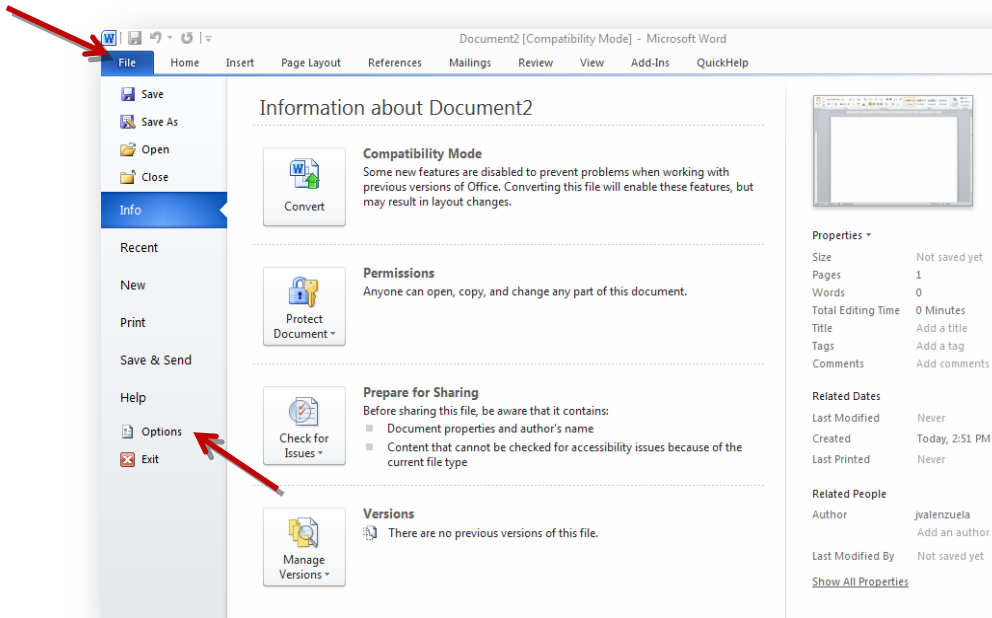 Document2 [Compatibility Mode] - Microsoft Word
File Home Insert Page Layout References Mailings Review View Add-Ins QuickHelp
Save
Save As
Open
Close
Info
Recent
New
Print
Save & Send
Help
Options
Exit
Information about Document2
Convert
Compatibility Mode
Some new features are disabled to prevent problems when working with
previous versions of Office. Converting this file will enable these features, but
may result in layout changes.
Protect
Document
Permissions
Anyone can open, copy, and change any part of this document.
Check for
Issues
Prepare for Sharing
Before sharing this file, be aware that it contains:
Document properties and author's name
Content that cannot be checked for accessibility issues because of the
current file type
Manage
Versions
Versions
There are no previous versions of this file.
Properties
Size Not saved yet
Pages 1
Words 0
Total Editing Time 0 Minutes
Title Add a title
Tags Add a tag
Comments Add comments
Related Dates
Last Modified Never
Created Today, 2:51 PM
Last Printed Never
Related People
Author jvalenzuela
Add an author
Last Modified By Not saved yet
Show All Properties